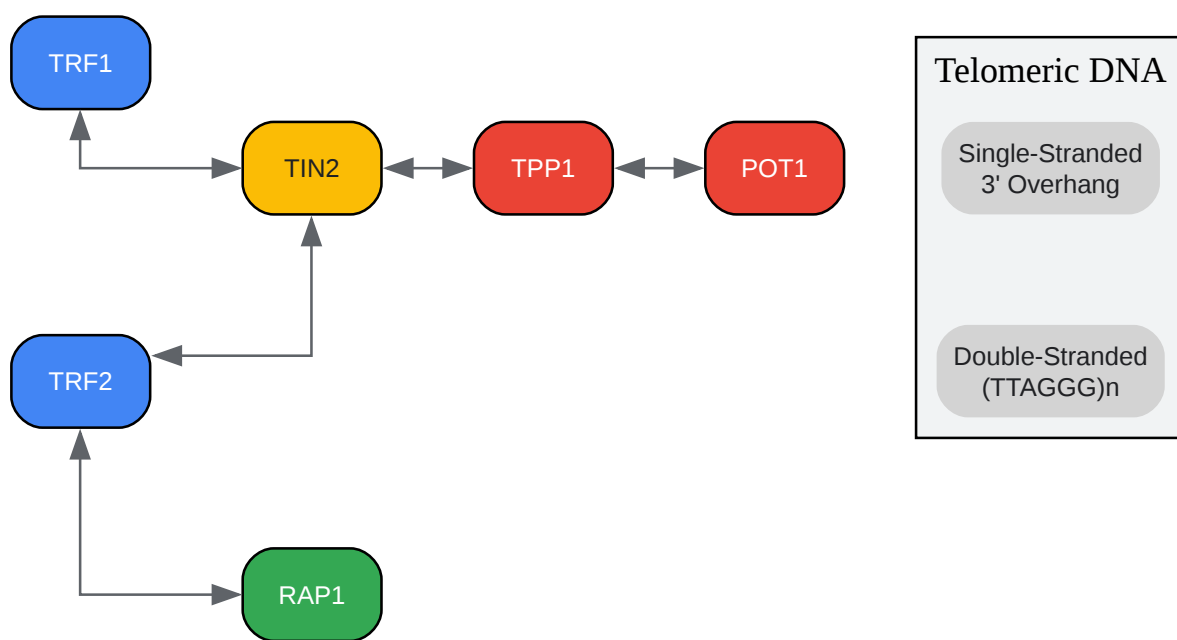 TRF1
Telomeric DNA
TIN2
TPP1
POT1
Single-Stranded
3' Overhang
TRF2
Double-Stranded
(TTAGGG)n
RAP1